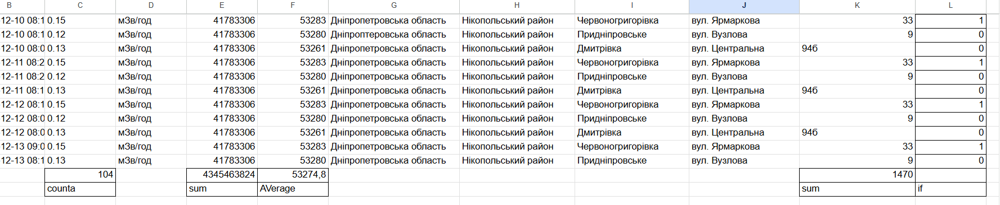 B C D E F G H I J K L
-12-10 08:1 0.15 мЗв/год 41783306 53283 Дніпропетровська область Нікопольський район Червоногригорівка вул. Ярмаркова 33 1
-12-10 08:1 0.12 мЗв/год 41783306 53280 Дніпроптеровська область Нікопольський район Придніпровське вул. Вузлова 9 0
-12-10 08:0 0.13 мЗв/год 41783306 53261 Дніпропетровська область Нікопольський район Дмитрівка вул. Центральна 94б 0
-12-11 08:2 0.15 мЗв/год 41783306 53283 Дніпропетровська область Нікопольський район Червоногригорівка вул. Ярмаркова 33 1
-12-11 08:2 0.12 мЗв/год 41783306 53280 Дніпропетровська область Нікопольський район Придніпровське вул. Вузлова 9 0
-12-11 08:1 0.13 мЗв/год 41783306 53261 Дніпропетровська область Нікопольський район Дмитрівка вул. Центральна 94б 0
-12-12 08:1 0.15 мЗв/год 41783306 53283 Дніпропетровська область Нікопольський район Червоногригорівка вул. Ярмаркова 33 1
-12-12 08:0 0.12 мЗв/год 41783306 53280 Дніпропетровська область Нікопольський район Придніпровське вул. Вузлова 9 0
-12-12 08:0 0.13 мЗв/год 41783306 53261 Дніпропетровська область Нікопольський район Дмитрівка вул. Центральна 94б 0
-12-13 09:0 0.15 мЗв/год 41783306 53283 Дніпропетровська область Нікопольський район Червоногригорівка вул. Ярмаркова 33 1
-12-13 08:1 0.13 мЗв/год 41783306 53280 Дніпропетровська область Нікопольський район Придніпровське вул. Вузлова 9 0
104 4345463824 53274,8 1470
counta sum AVerage sum if